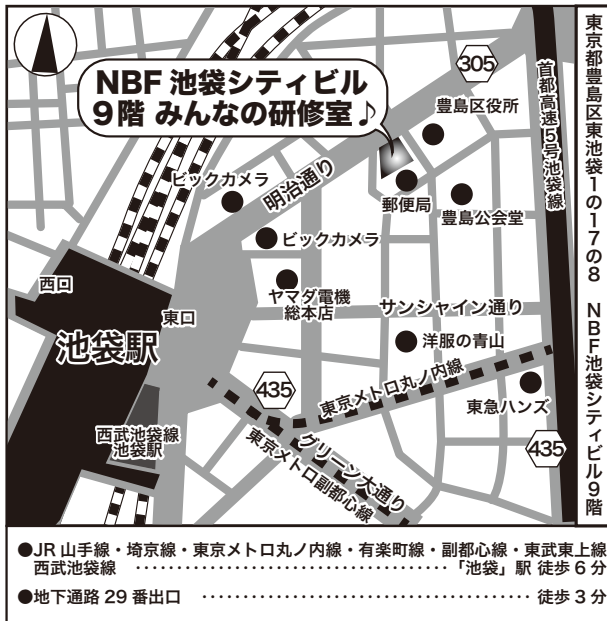 NBF 池袋シティビル
9階 みんなの研修室♪
305
豊島区役所
ビックカメラ
明治通り
郵便局
豊島公会堂
ビックカメラ
ヤマダ電機
総本店
サンシャイン通り
洋服の青山
西口
東口
池袋駅
435
東京メトロ丸ノ内線
東急ハンズ
西武池袋線
池袋駅
グリーン大通り
東京メトロ副都心線
435
首都高速5号池袋線
東京都豊島区東池袋1の17の8 NBF池袋シティビル9階
●JR 山手線・埼京線・東京メトロ丸ノ内線・有楽町線・副都心線・東武東上線
西武池袋線 ……………………………… 「池袋」駅 徒歩 6 分
●地下通路 29 番出口 ……………………………… 徒歩 3 分